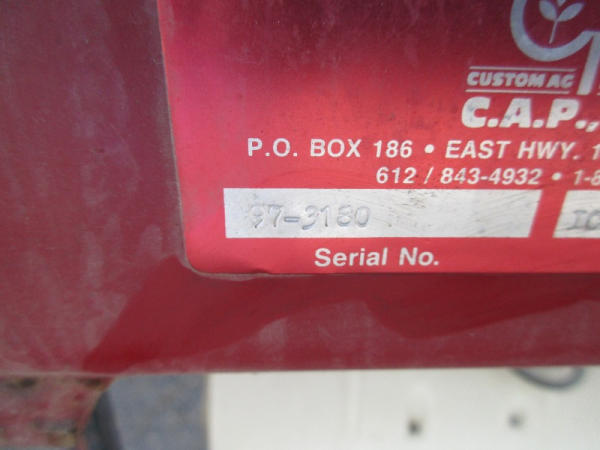 CUSTOM AG
C.A.P.,
P.O. BOX 186 • EAST HWY. 1
612 / 843-4932 • 1-8
97-3180
Serial No.